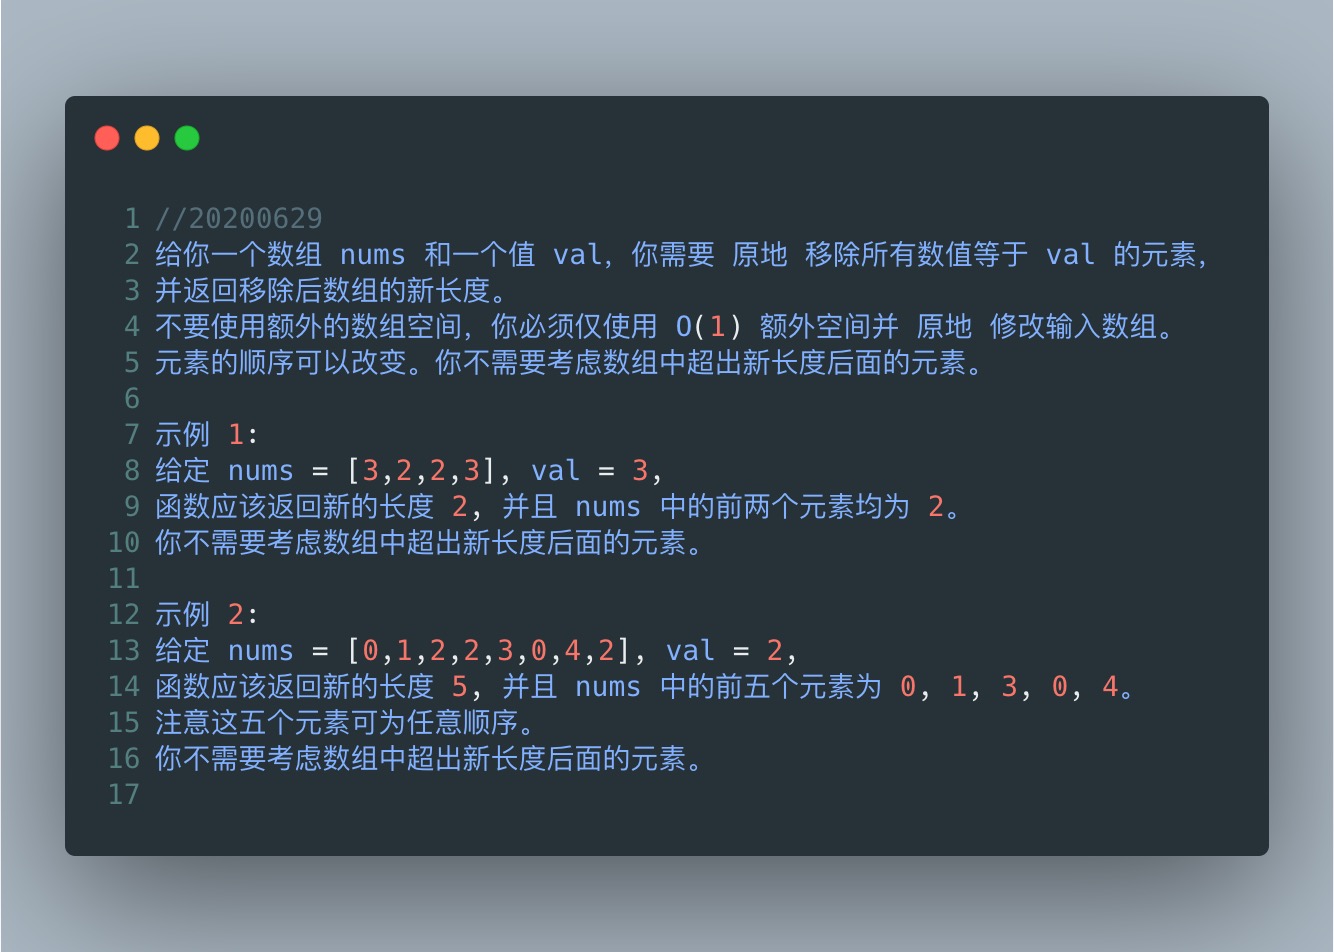 1 //20200629
2 给你一个数组 nums 和一个值 val, 你需要 原地 移除所有数值等于 val 的元素,
3 并返回移除后数组的新长度。
4 不要使用额外的数组空间, 你必须仅使用 O(1) 额外空间并 原地 修改输入数组。
5 元素的顺序可以改变。你不需要考虑数组中超出新长度后面的元素。
6
7 示例 1:
8 给定 nums = [3,2,2,3], val = 3,
9 函数应该返回新的长度 2, 并且 nums 中的前两个元素均为 2。
10 你不需要考虑数组中超出新长度后面的元素。
11
12 示例 2:
13 给定 nums = [0,1,2,2,3,0,4,2], val = 2,
14 函数应该返回新的长度 5, 并且 nums 中的前五个元素为 0, 1, 3, 0, 4。
15 注意这五个元素可为任意顺序。
16 你不需要考虑数组中超出新长度后面的元素。
17